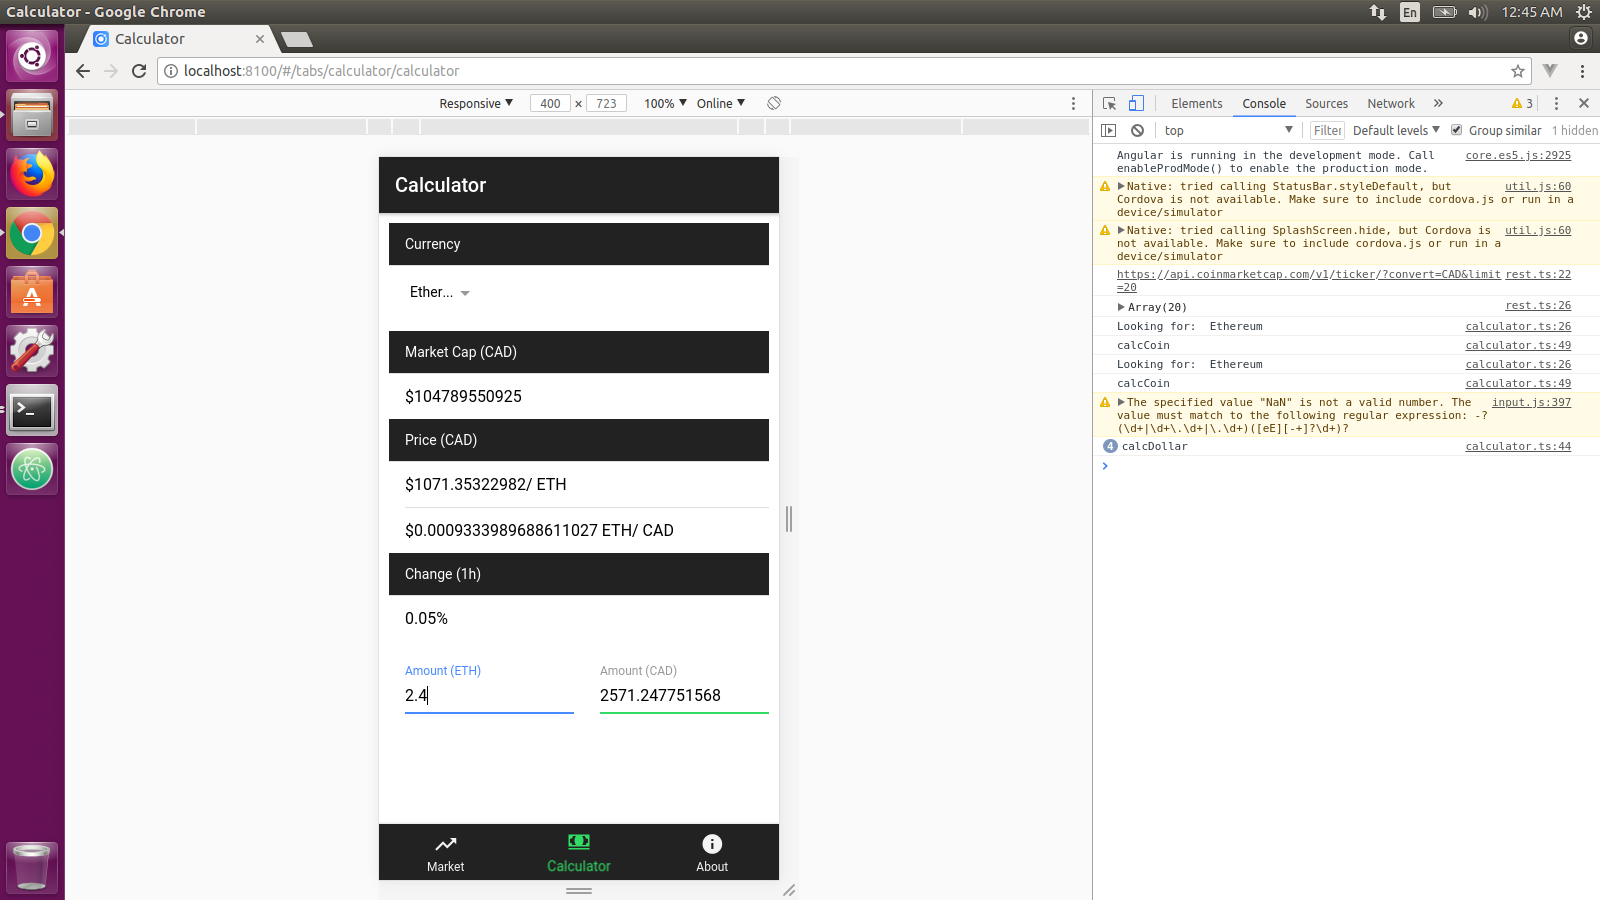 Calculator - Google Chrome
En
12:45 AM
Calculator
localhost:8100/#/tabs/calculator/calculator
Responsive
400 × 723
100%
Online
Elements
Console
Sources
Network
3
top
Filter
Default levels
Group similar
1 hidden
Calculator
Currency
Ether...
Market Cap (CAD)
$104789550925
Price (CAD)
$1071.35322982/ ETH
$0.0009333989688611027 ETH/ CAD
Change (1h)
0.05%
Amount (ETH)
Amount (CAD)
2.4
2571.247751568
Market
Calculator
About
Angular is running in the development mode. Call core.es5.js:2925
enableProdMode() to enable the production mode.
Native: tried calling StatusBar.styleDefault, but util.js:60
Cordova is not available. Make sure to include cordova.js or run in a
device/simulator
Native: tried calling SplashScreen.hide, but Cordova is util.js:60
not available. Make sure to include cordova.js or run in a
device/simulator
https://api.coinmarketcap.com/v1/ticker/?convert=CAD&limit rest.ts:22
=20
Array(20) rest.ts:26
Looking for: Ethereum calculator.ts:26
calcCoin calculator.ts:49
Looking for: Ethereum calculator.ts:26
calcCoin calculator.ts:49
The specified value "NaN" is not a valid number. The input.js:397
value must match to the following regular expression: -?
(\d+|\d+\.\d+|\.\d+)([eE][-+]?\d+)?
4 calcDollar calculator.ts:44